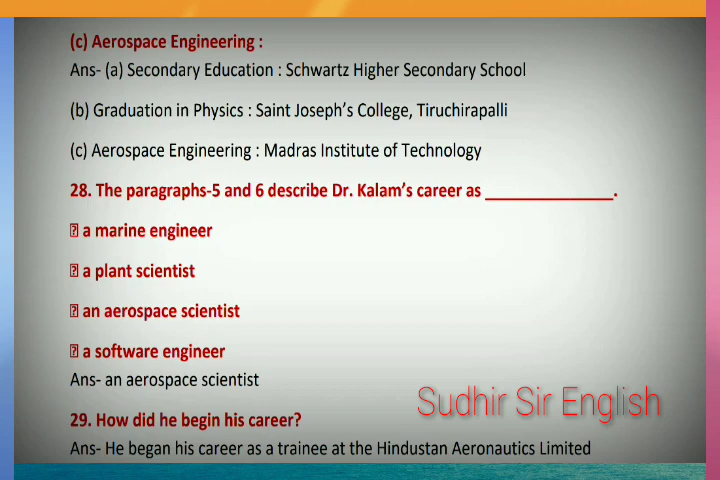 (c) Aerospace Engineering :
Ans- (a) Secondary Education : Schwartz Higher Secondary School
(b) Graduation in Physics : Saint Joseph's College, Tiruchirapalli
(c) Aerospace Engineering : Madras Institute of Technology
28. The paragraphs-5 and 6 describe Dr. Kalam's career as _______________.
⍰ a marine engineer
⍰ a plant scientist
⍰ an aerospace scientist
⍰ a software engineer
Ans- an aerospace scientist
Sudhir Sir English
29. How did he begin his career?
Ans- He began his career as a trainee at the Hindustan Aeronautics Limited